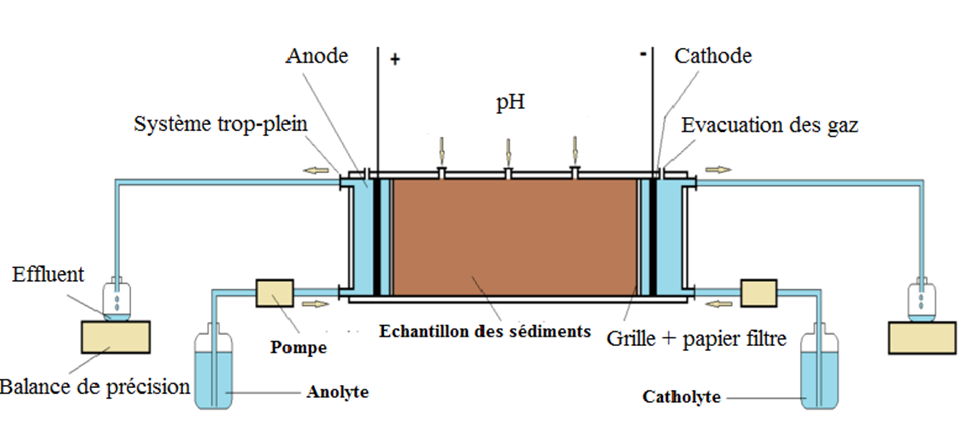 Anode
+
-
Cathode
pH
Système trop-plein
Evacuation des gaz
Effluent
Echantillon des sédiments
Grille + papier filtre
Pompe
Balance de précision
Anolyte
Catholyte